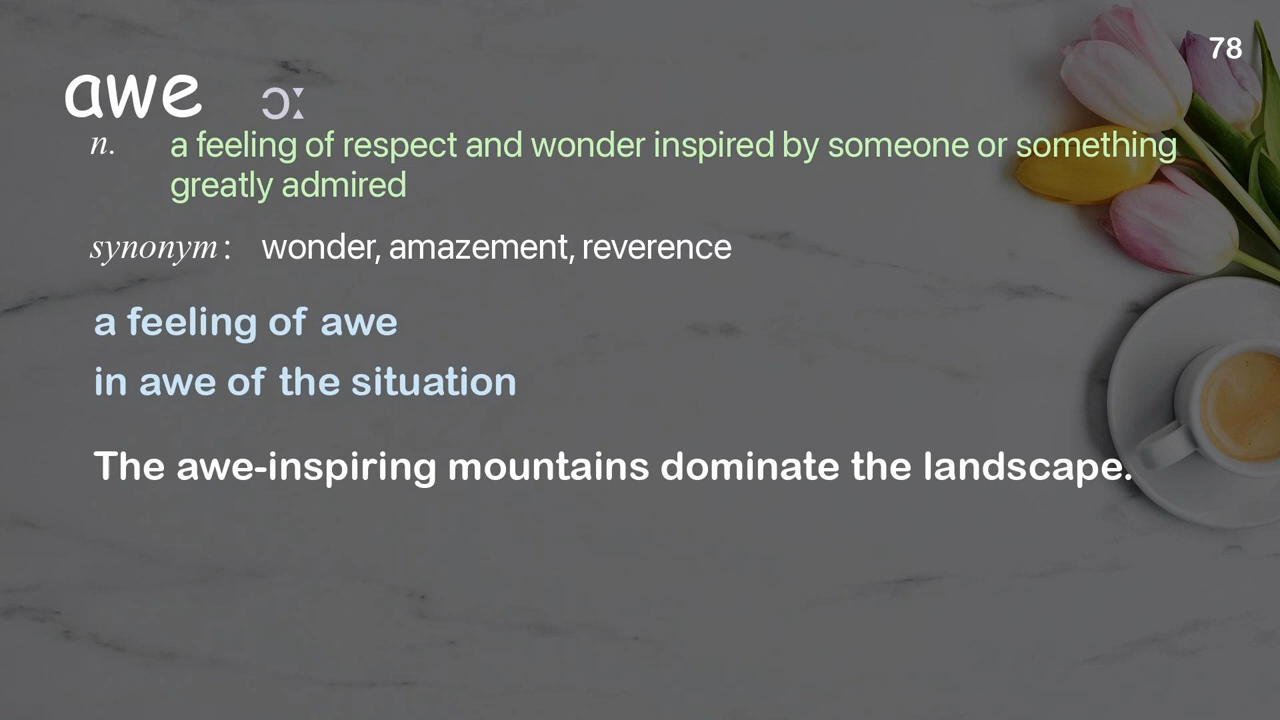 78
awe ɔː
n. a feeling of respect and wonder inspired by someone or something
greatly admired
synonym: wonder, amazement, reverence
a feeling of awe
in awe of the situation
The awe-inspiring mountains dominate the landscape.